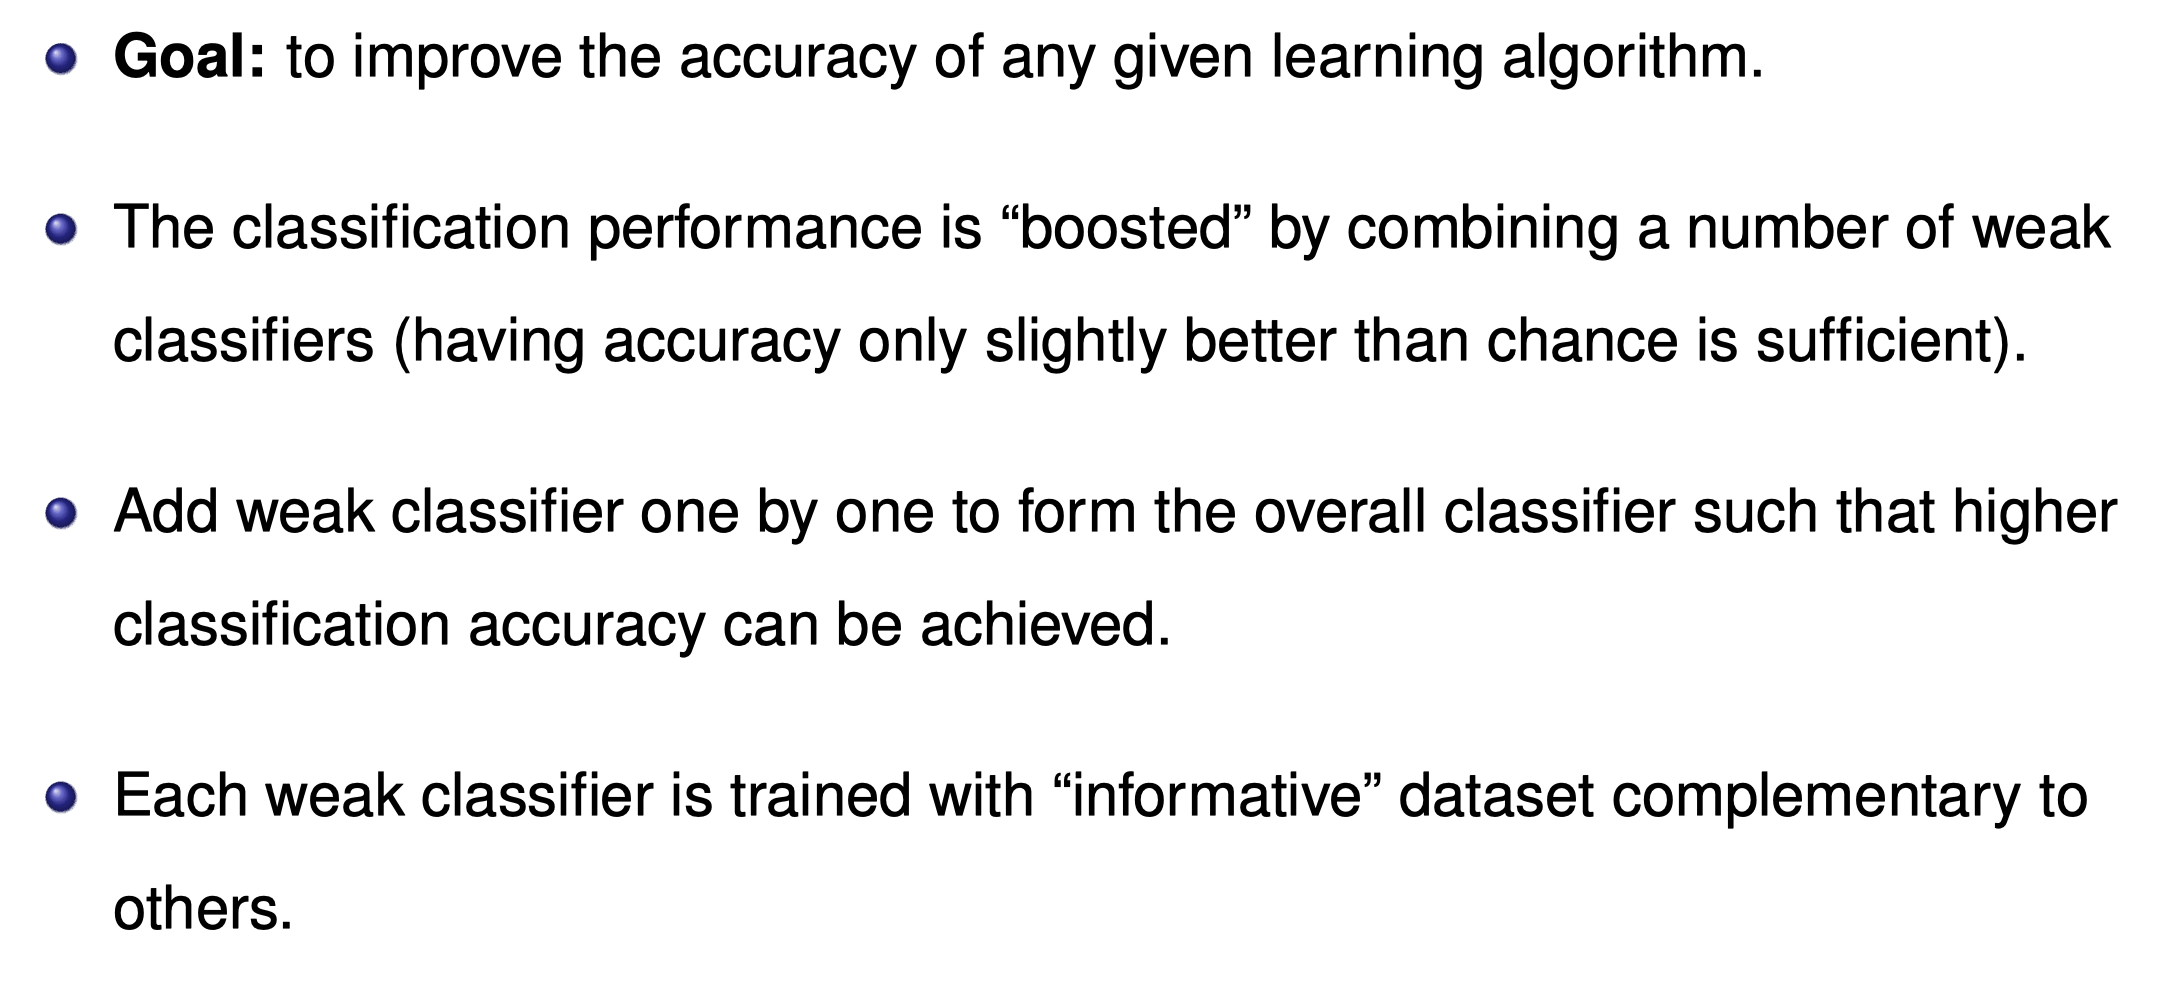 Goal: to improve the accuracy of any given learning algorithm.
The classification performance is “boosted” by combining a number of weak
classifiers (having accuracy only slightly better than chance is sufficient).
Add weak classifier one by one to form the overall classifier such that higher
classification accuracy can be achieved.
Each weak classifier is trained with “informative” dataset complementary to
others.